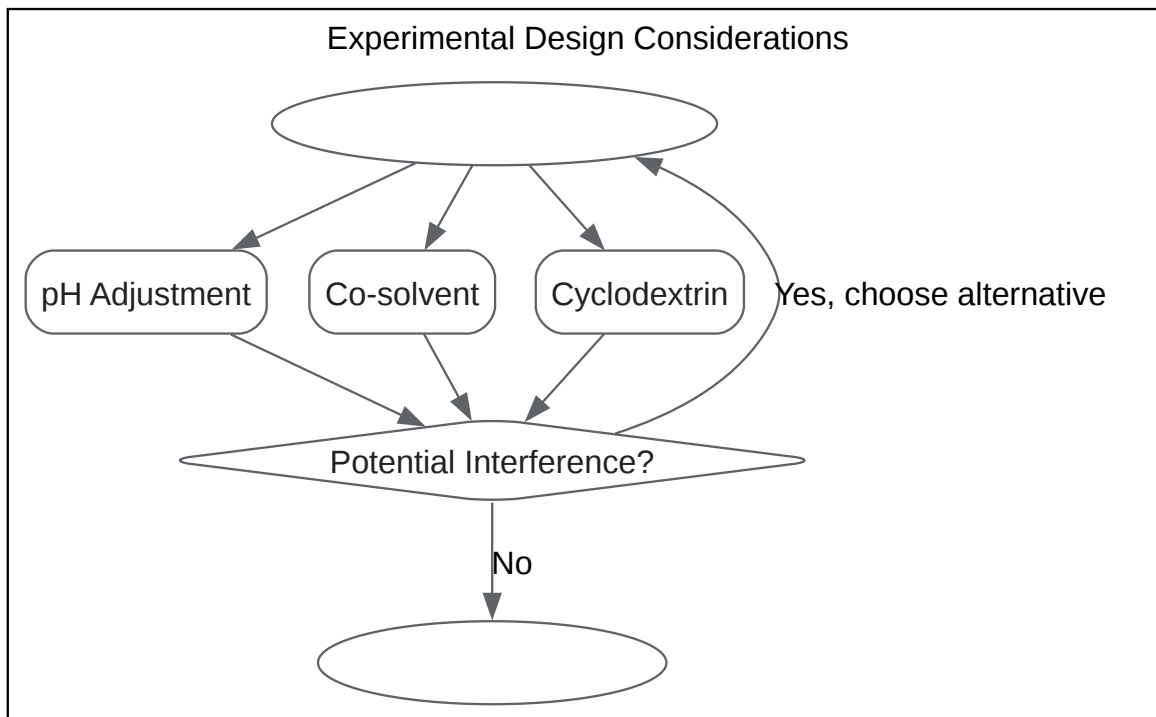 Experimental Design Considerations
pH Adjustment
Co-solvent
Cyclodextrin
Yes, choose alternative
Potential Interference?
No